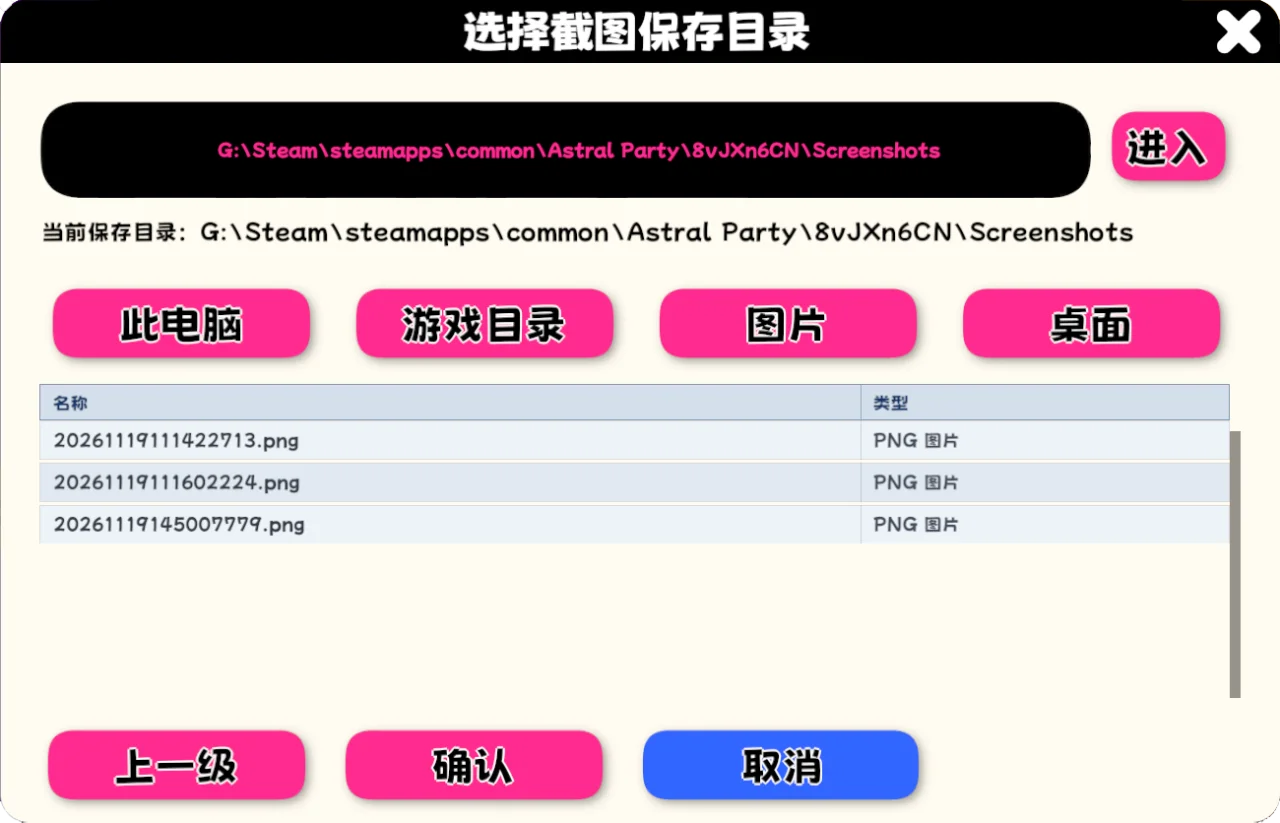 选择截图保存目录
G:\Steam\steamapps\common\Astral Party\8vJXn6CN\Screenshots
进入
当前保存目录：G:\Steam\steamapps\common\Astral Party\8vJXn6CN\Screenshots
此电脑 游戏目录 图片 桌面
名称 类型
20261119111422713.png PNG 图片
20261119111602224.png PNG 图片
20261119145007779.png PNG 图片
上一级 确认 取消